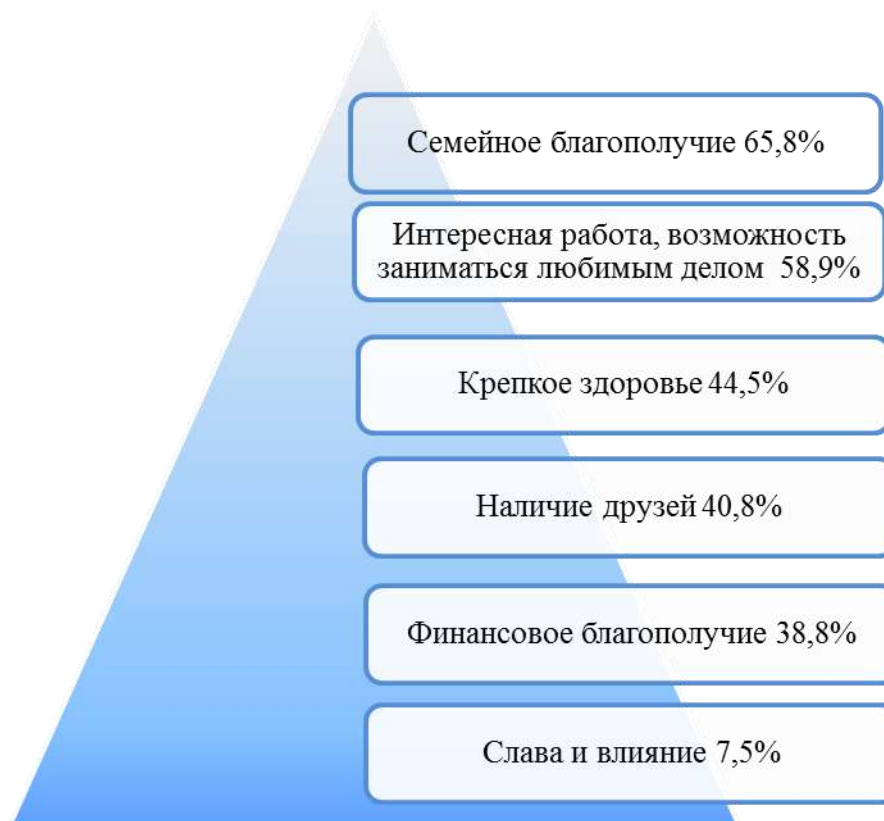 Семейное благополучие 65,8%
Интересная работа, возможность
заниматься любимым делом 58,9%
Крепкое здоровье 44,5%
Наличие друзей 40,8%
Финансовое благополучие 38,8%
Слава и влияние 7,5%